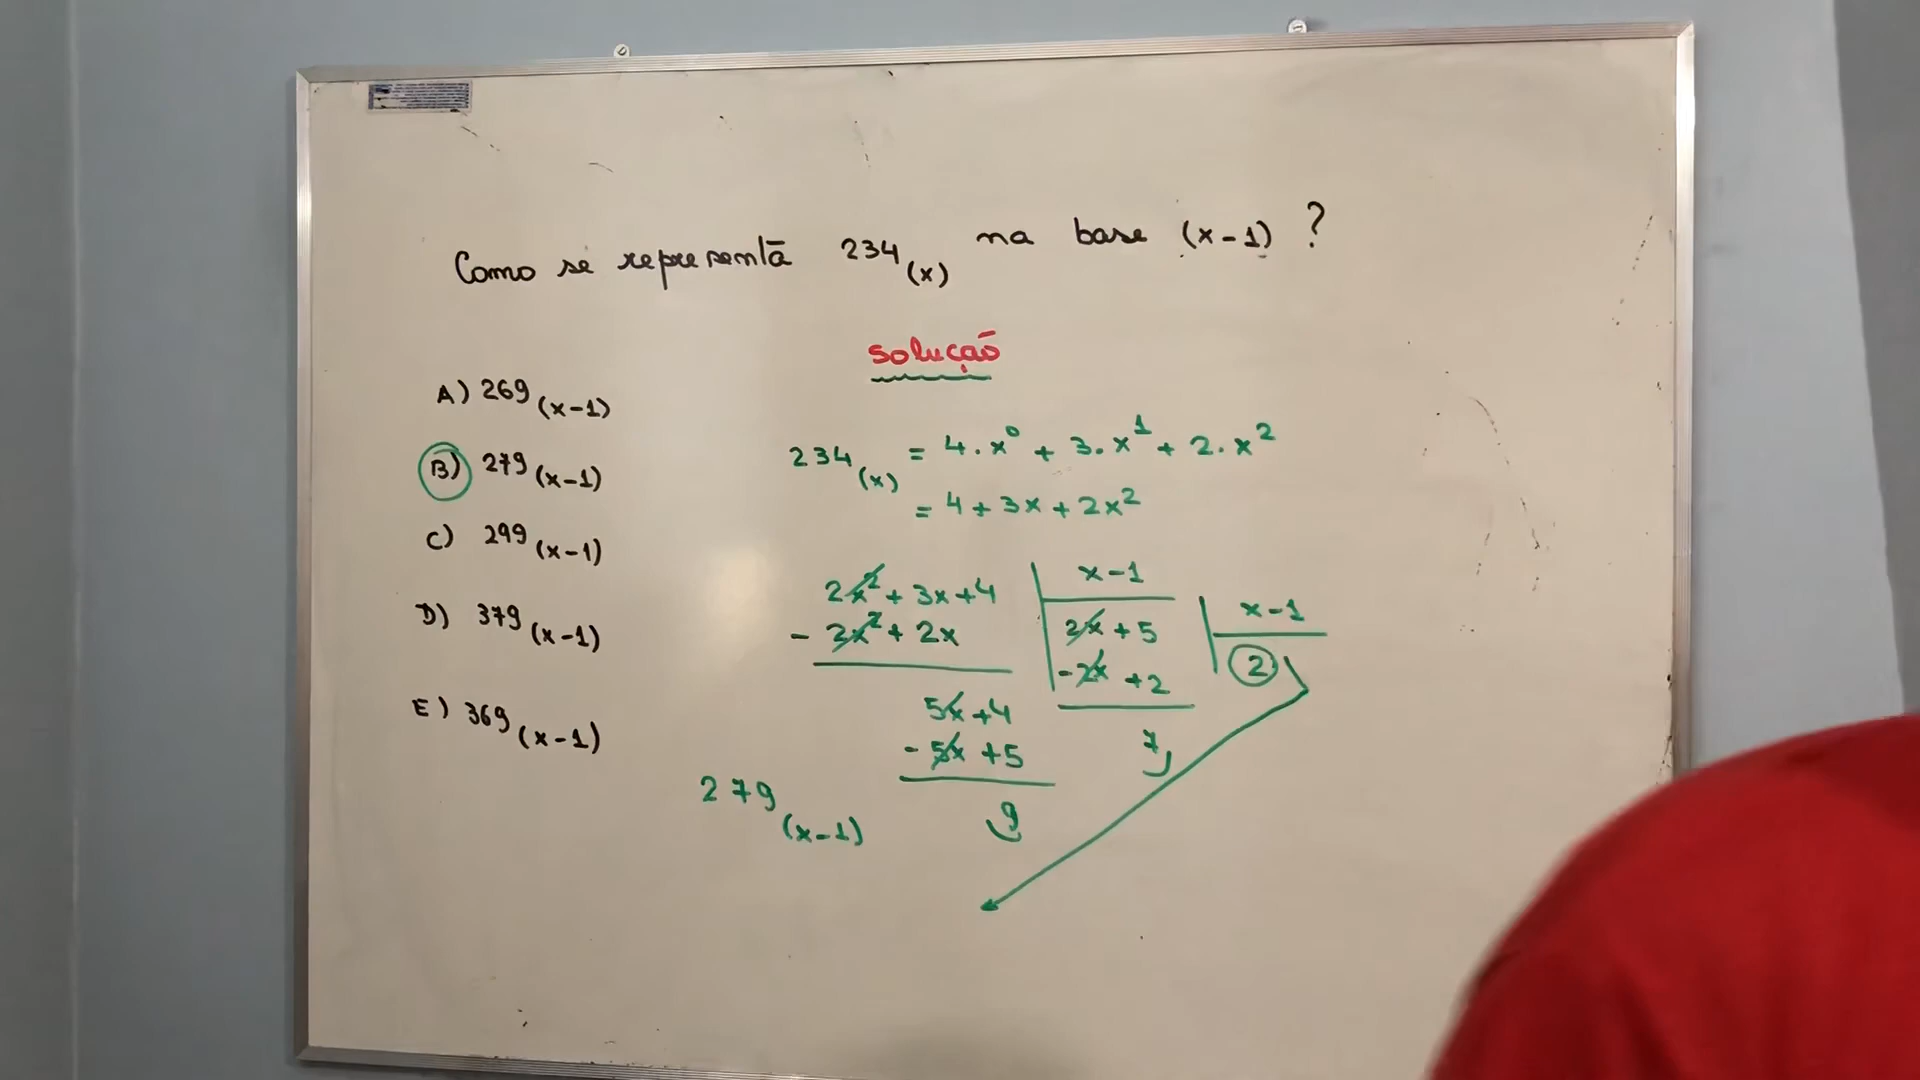 Como se representā 234(x) na base (x-1) ?
solução
A) 269(x-1)
B) 279(x-1)
C) 299(x-1)
D) 379(x-1)
E) 369(x-1)
234(x) = 4.x⁰ + 3.x¹ + 2.x²
= 4 + 3x + 2x²
2x² + 3x + 4
x-1
- 2x² + 2x
2x + 5
x-1
-2x +2
2
5x +4
7
- 5x +5
9
279(x-1)